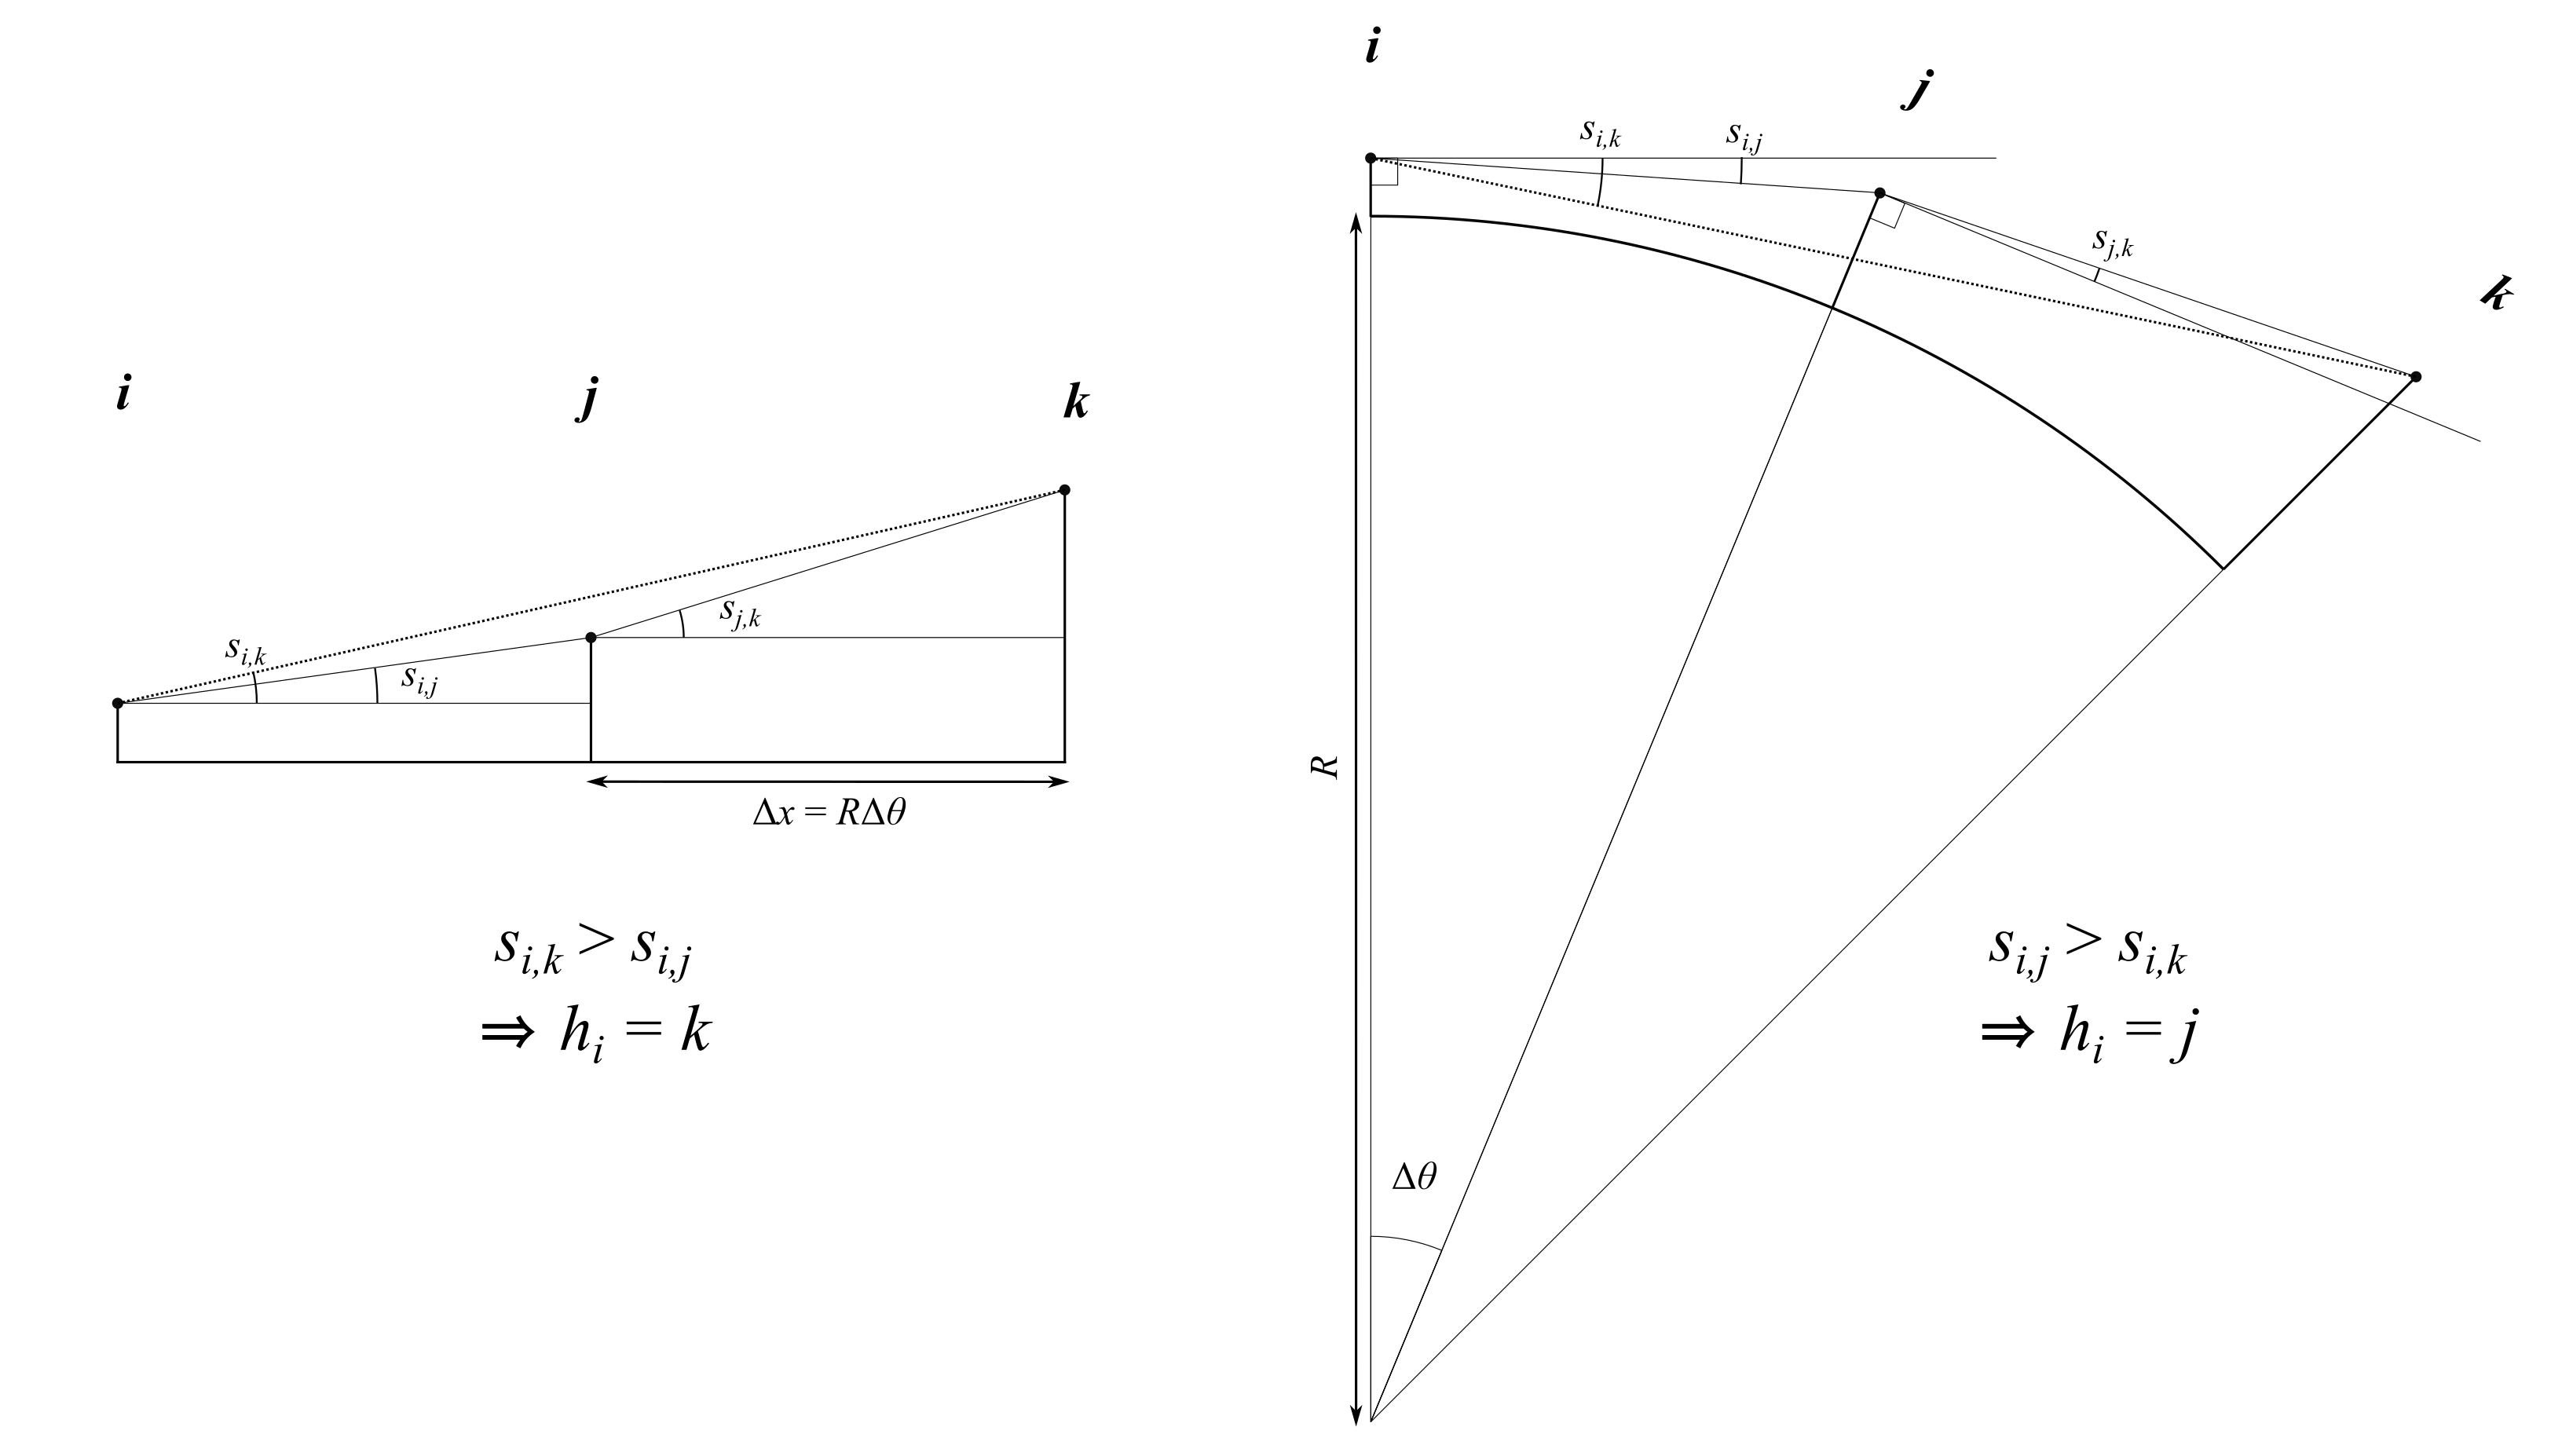 i
j
k
s_{i,k}
s_{i,j}
s_{j,k}
Δx = RΔθ
s_{i,k} > s_{i,j}
⇒ h_i = k
i
j
k
s_{i,k}
s_{i,j}
s_{j,k}
R
Δθ
s_{i,j} > s_{i,k}
⇒ h_i = j